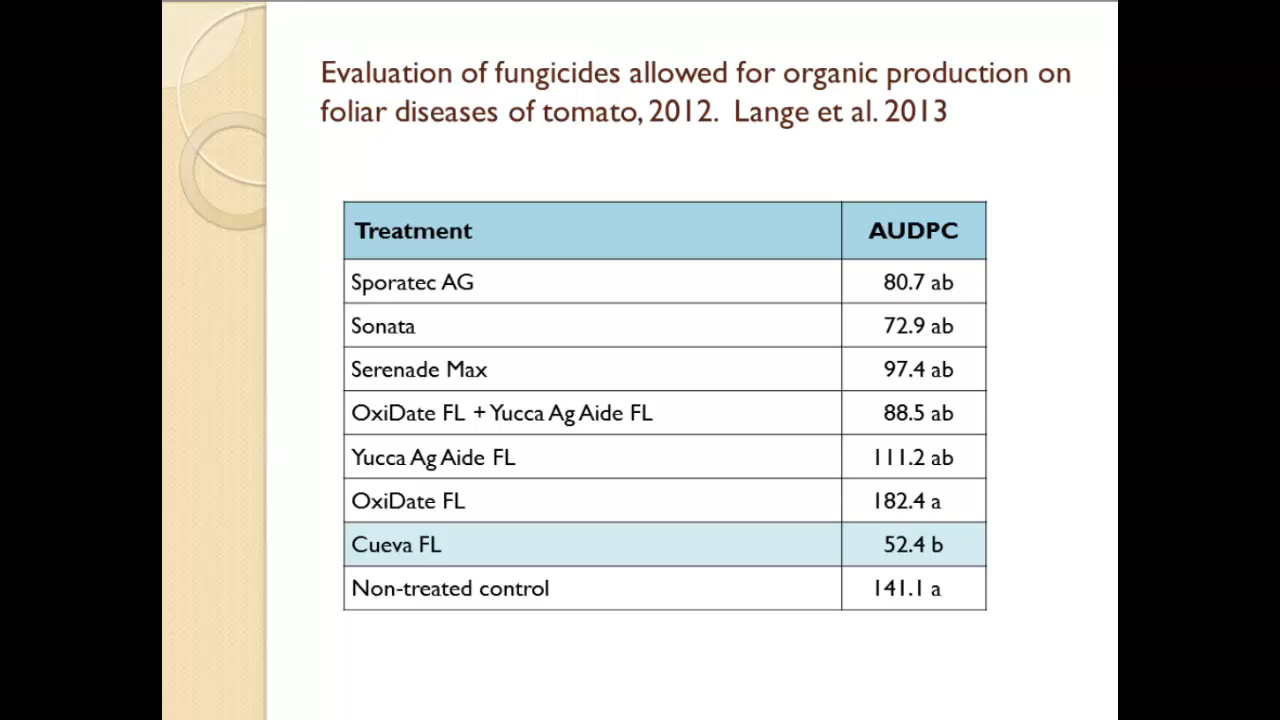 Evaluation of fungicides allowed for organic production on
foliar diseases of tomato, 2012. Lange et al. 2013
Treatment AUDPC
Sporatec AG 80.7 ab
Sonata 72.9 ab
Serenade Max 97.4 ab
OxiDate FL + Yucca Ag Aide FL 88.5 ab
Yucca Ag Aide FL 111.2 ab
OxiDate FL 182.4 a
Cueva FL 52.4 b
Non-treated control 141.1 a